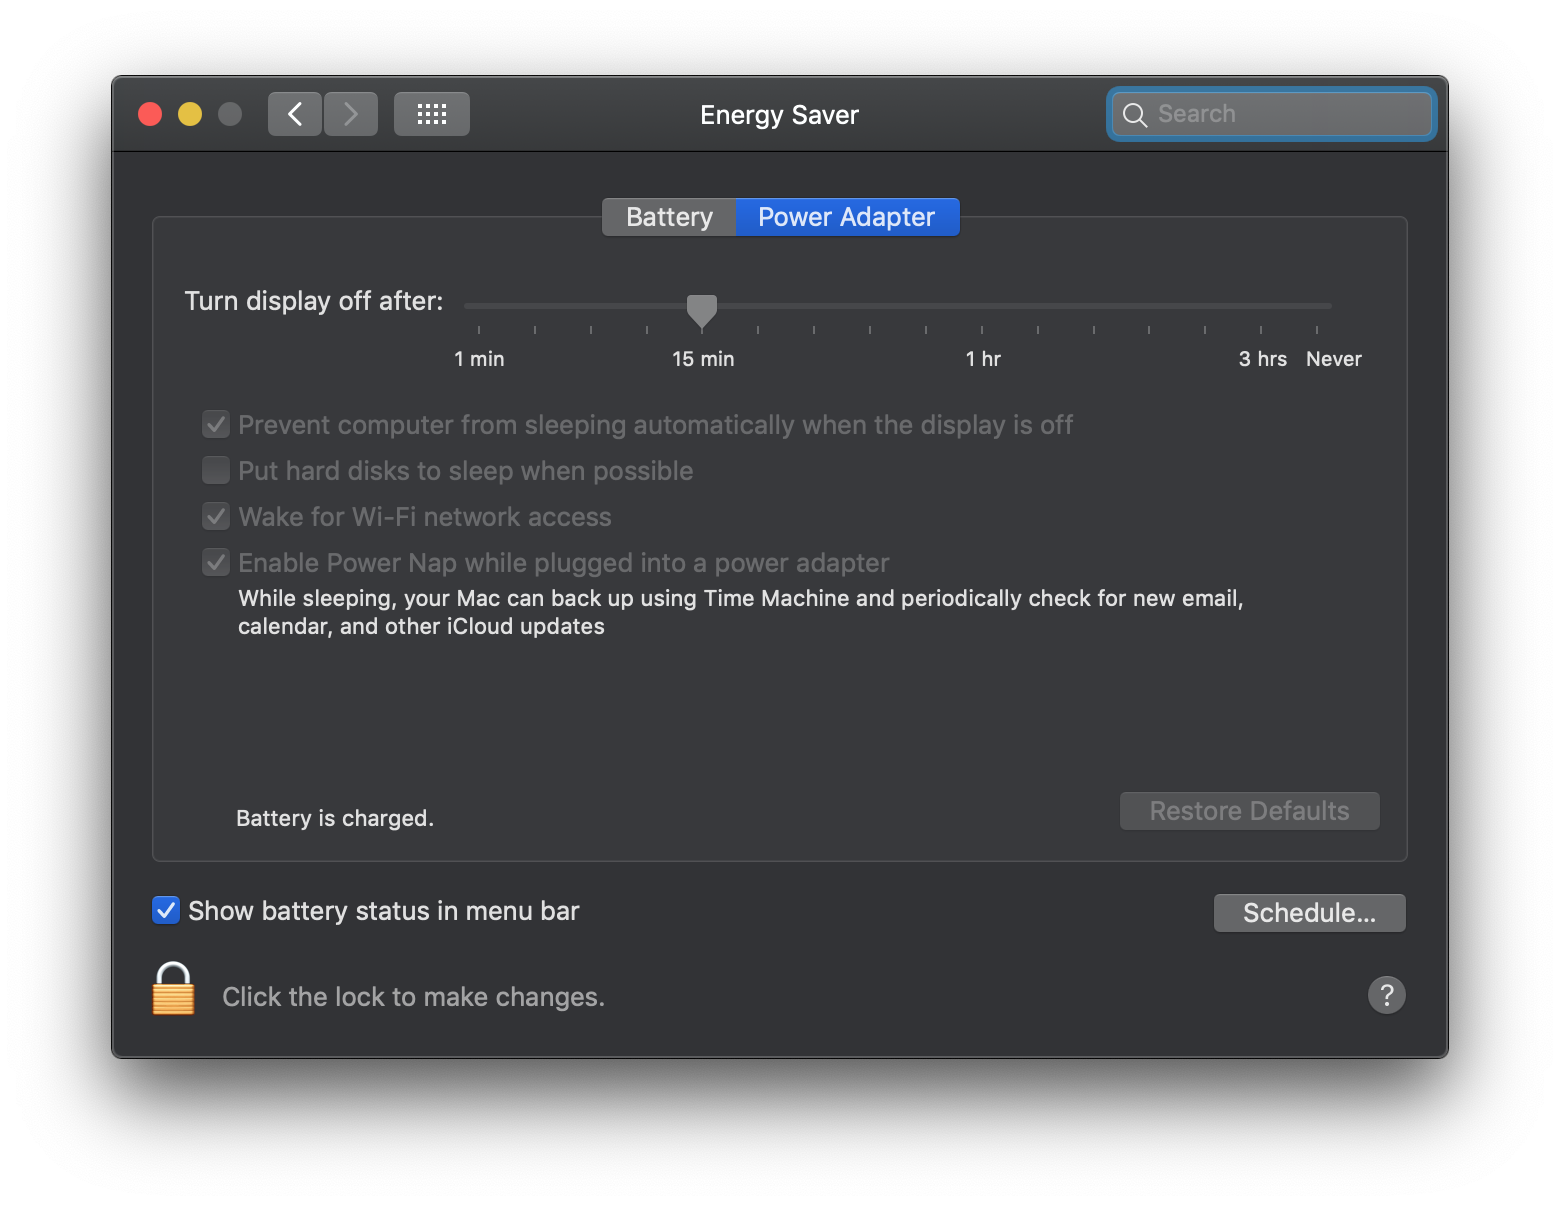 Energy Saver
Search
Battery
Power Adapter
Turn display off after:
1 min
15 min
1 hr
3 hrs
Never
Prevent computer from sleeping automatically when the display is off
Put hard disks to sleep when possible
Wake for Wi-Fi network access
Enable Power Nap while plugged into a power adapter
While sleeping, your Mac can back up using Time Machine and periodically check for new email,
calendar, and other iCloud updates
Battery is charged.
Restore Defaults
Show battery status in menu bar
Schedule...
Click the lock to make changes.
?